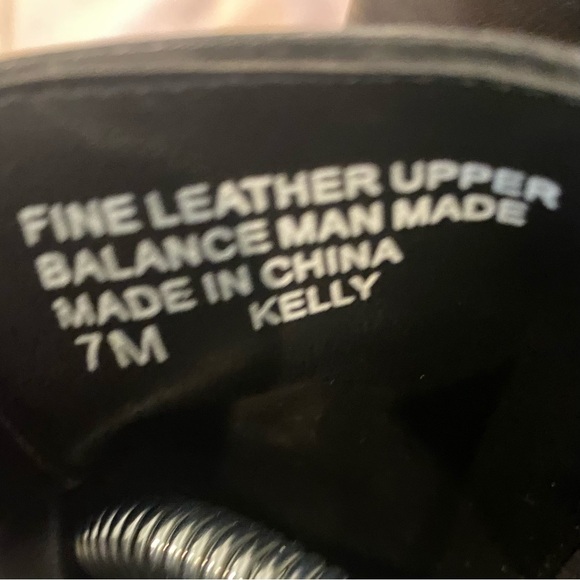 FINE LEATHER UPPER
BALANCE MAN MADE
MADE IN CHINA
7M KELLY